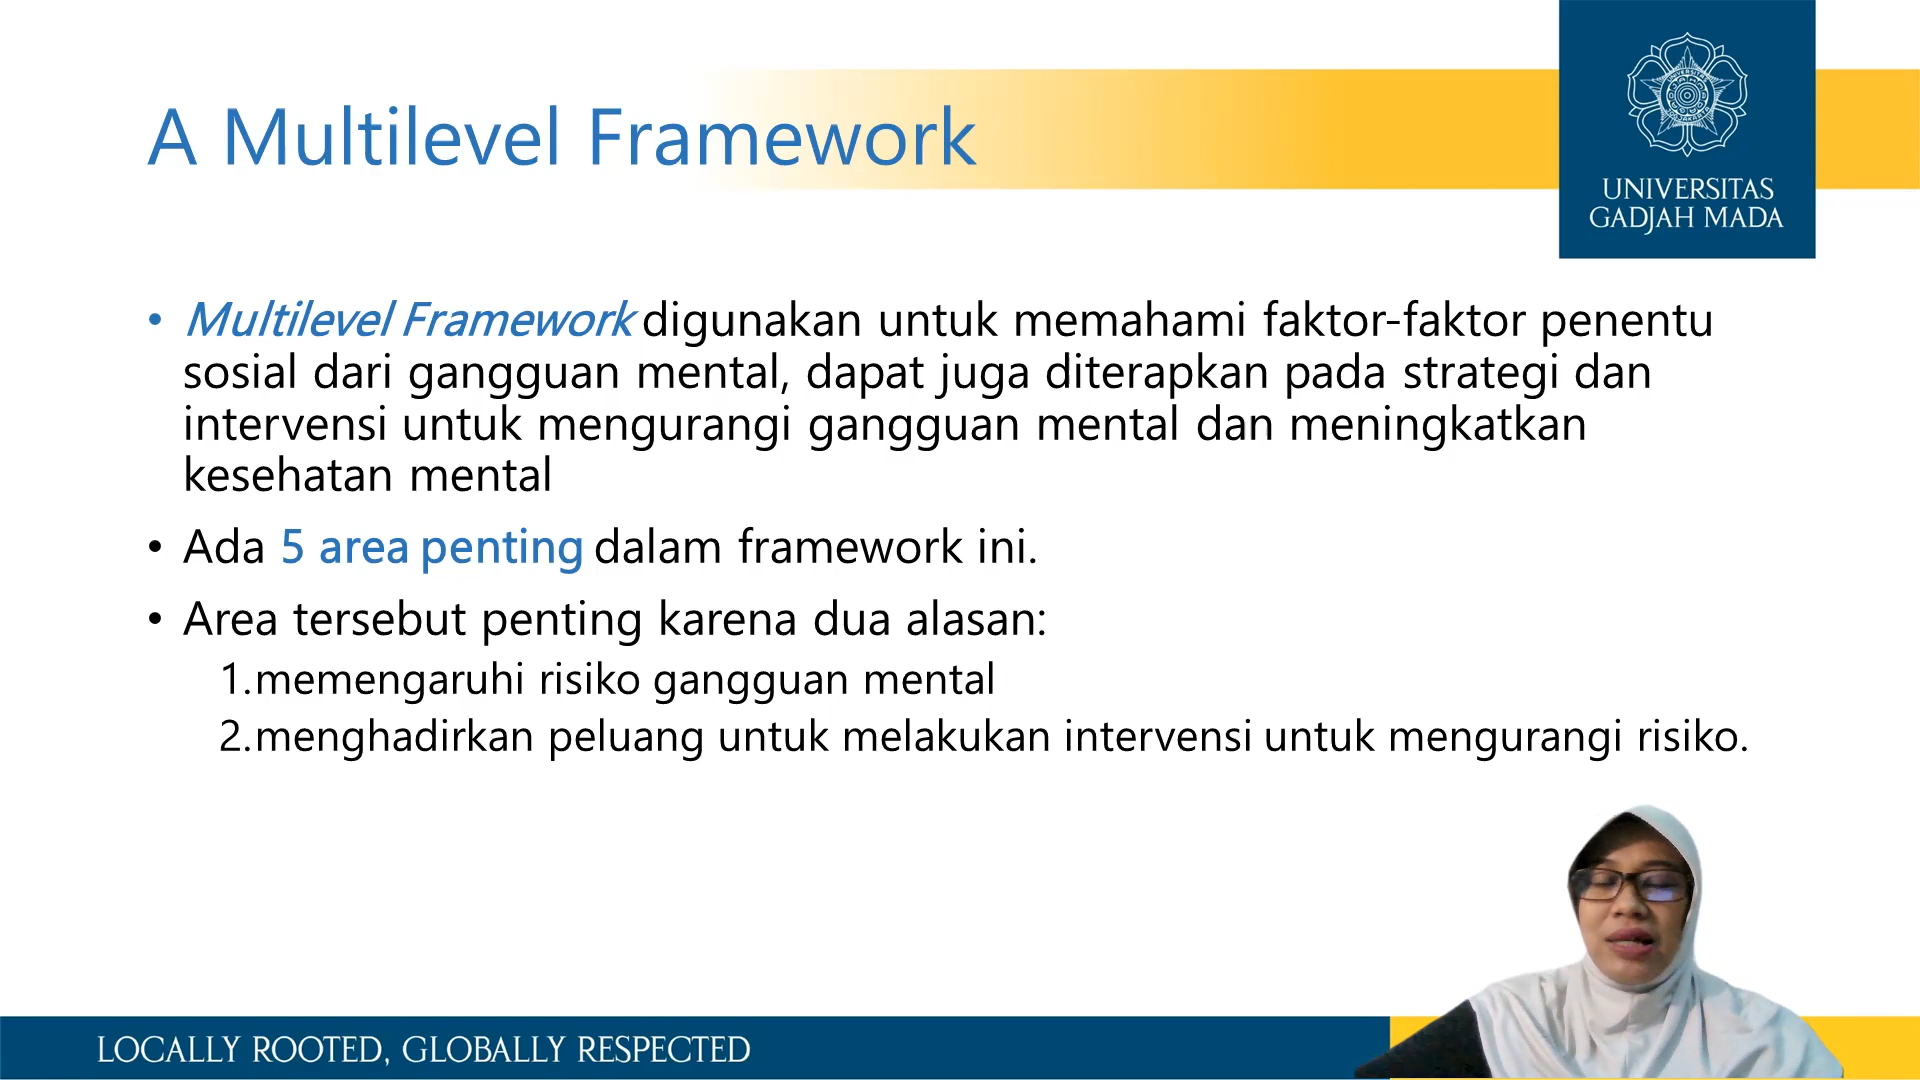 A Multilevel Framework
UNIVERSITAS
GADJAH MADA
• Multilevel Framework digunakan untuk memahami faktor-faktor penentu
sosial dari gangguan mental, dapat juga diterapkan pada strategi dan
intervensi untuk mengurangi gangguan mental dan meningkatkan
kesehatan mental
• Ada 5 area penting dalam framework ini.
• Area tersebut penting karena dua alasan:
1.memengaruhi risiko gangguan mental
2.menghadirkan peluang untuk melakukan intervensi untuk mengurangi risiko.
LOCALLY ROOTED, GLOBALLY RESPECTED